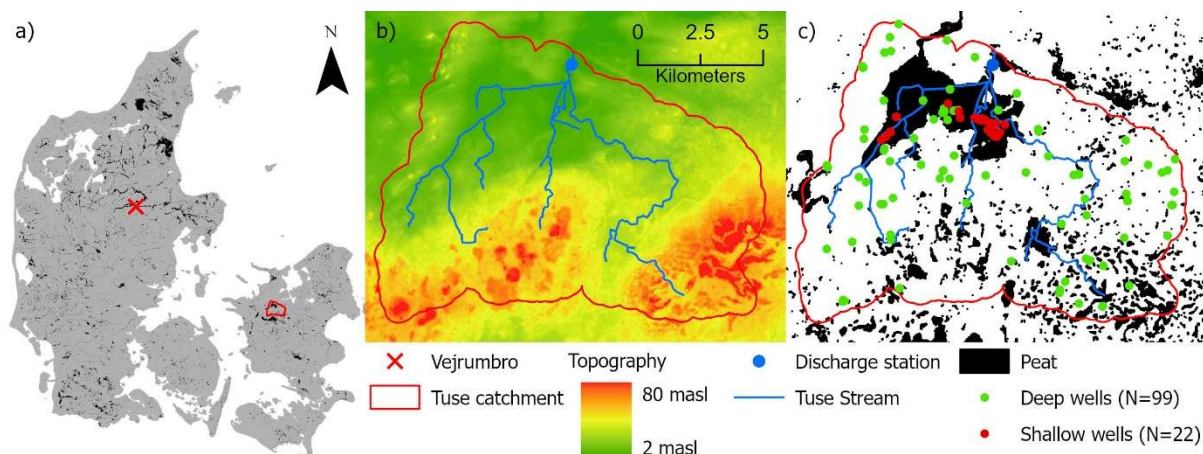 a)
N
b)
0 2.5 5
Kilometers
c)
Vejrumbro
Tuse catchment
Topography
80 masl
2 masl
Discharge station
Tuse Stream
Peat
Deep wells (N=99)
Shallow wells (N=22)